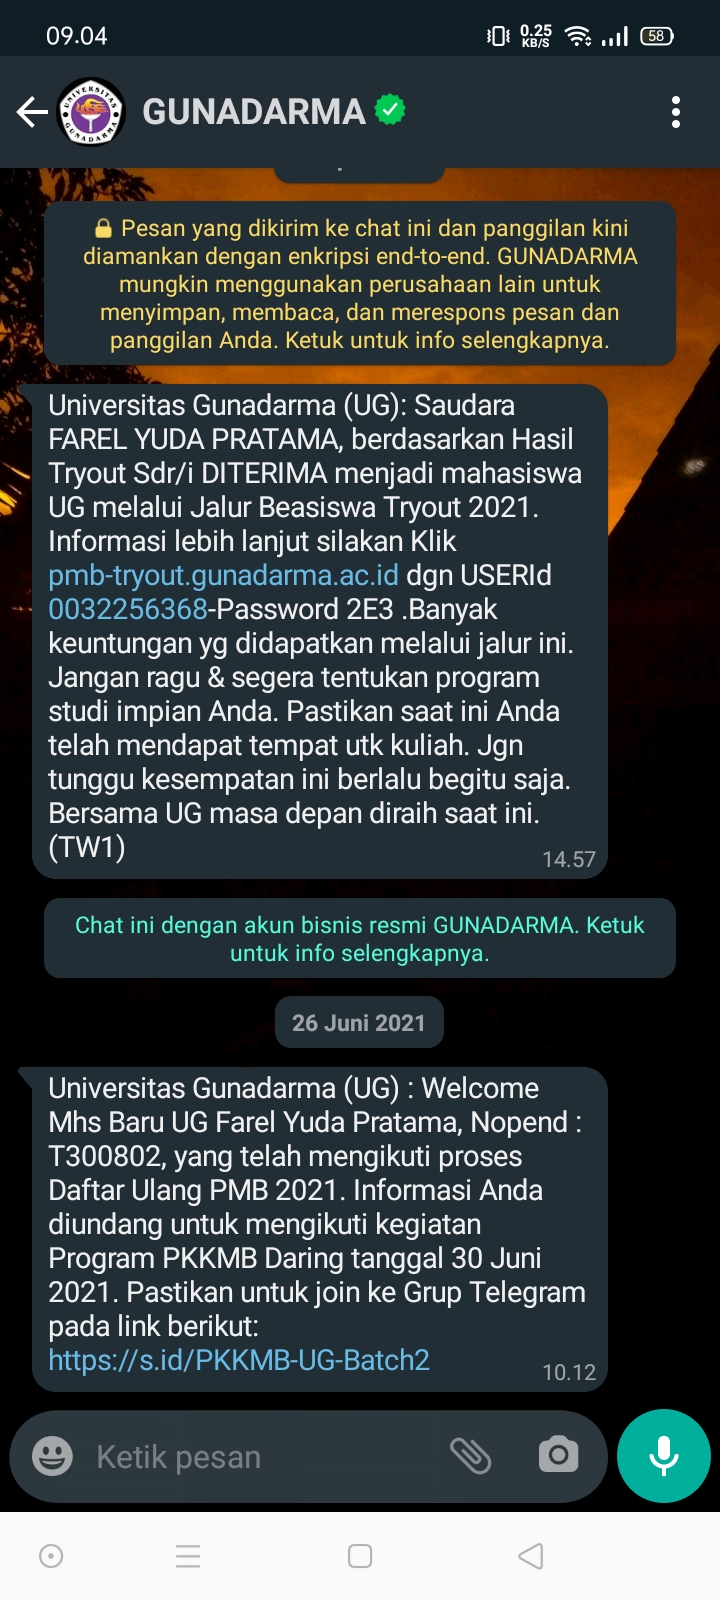 09.04
0.25
KB/S
58
UNIVERSITAS
GUNADARMA
GUNADARMA
Pesan yang dikirim ke chat ini dan panggilan kini
diamankan dengan enkripsi end-to-end. GUNADARMA
mungkin menggunakan perusahaan lain untuk
menyimpan, membaca, dan merespons pesan dan
panggilan Anda. Ketuk untuk info selengkapnya.
Universitas Gunadarma (UG): Saudara
FAREL YUDA PRATAMA, berdasarkan Hasil
Tryout Sdr/i DITERIMA menjadi mahasiswa
UG melalui Jalur Beasiswa Tryout 2021.
Informasi lebih lanjut silakan Klik
pmb-tryout.gunadarma.ac.id dgn USERId
0032256368-Password 2E3 .Banyak
keuntungan yg didapatkan melalui jalur ini.
Jangan ragu & segera tentukan program
studi impian Anda. Pastikan saat ini Anda
telah mendapat tempat utk kuliah. Jgn
tunggu kesempatan ini berlalu begitu saja.
Bersama UG masa depan diraih saat ini.
(TW1)
14.57
Chat ini dengan akun bisnis resmi GUNADARMA. Ketuk
untuk info selengkapnya.
26 Juni 2021
Universitas Gunadarma (UG) : Welcome
Mhs Baru UG Farel Yuda Pratama, Nopend :
T300802, yang telah mengikuti proses
Daftar Ulang PMB 2021. Informasi Anda
diundang untuk mengikuti kegiatan
Program PKKMB Daring tanggal 30 Juni
2021. Pastikan untuk join ke Grup Telegram
pada link berikut:
https://s.id/PKKMB-UG-Batch2
10.12
Ketik pesan